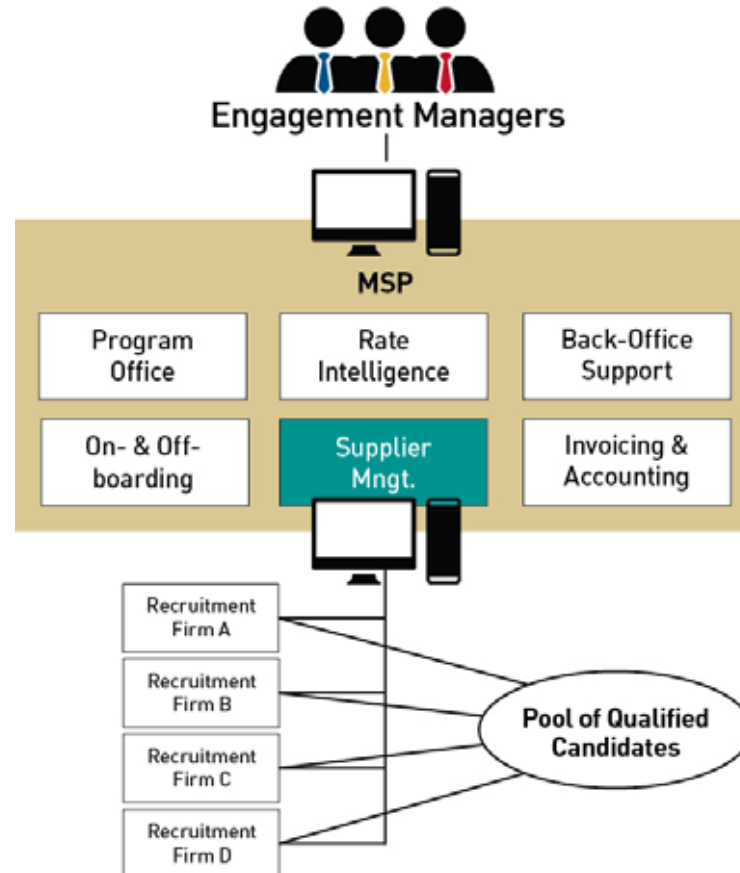 Engagement Managers
MSP
Program
Office
Rate
Intelligence
Back-Office
Support
On- & Off-
boarding
Supplier
Mngt.
Invoicing &
Accounting
Recruitment
Firm A
Recruitment
Firm B
Recruitment
Firm C
Recruitment
Firm D
Pool of Qualified
Candidates